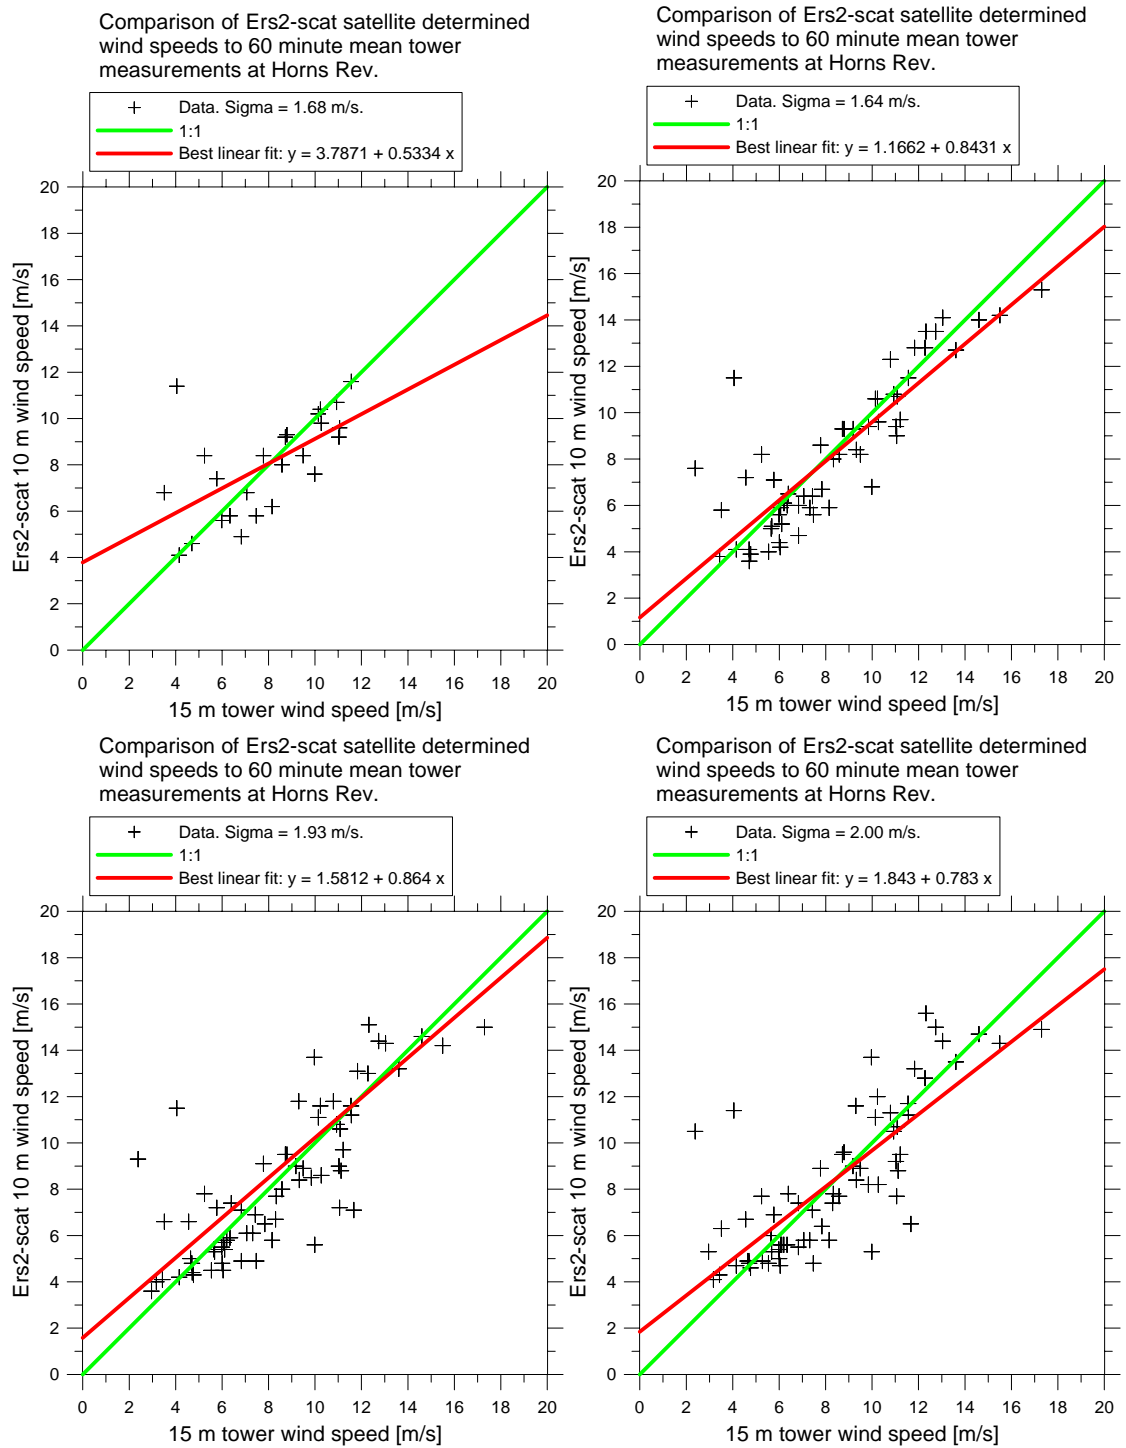 Comparison of Ers2-scat satellite determined
wind speeds to 60 minute mean tower
measurements at Horns Rev.
Data. Sigma = 1.68 m/s.
1:1
Best linear fit: y = 3.7871 + 0.5334 x
20
18
16
14
12
10
8
6
4
2
0
Ers2-scat 10 m wind speed [m/s]
0 2 4 6 8 10 12 14 16 18 20
15 m tower wind speed [m/s]
Comparison of Ers2-scat satellite determined
wind speeds to 60 minute mean tower
measurements at Horns Rev.
Data. Sigma = 1.64 m/s.
1:1
Best linear fit: y = 1.1662 + 0.8431 x
20
18
16
14
12
10
8
6
4
2
0
Ers2-scat 10 m wind speed [m/s]
0 2 4 6 8 10 12 14 16 18 20
15 m tower wind speed [m/s]
Comparison of Ers2-scat satellite determined
wind speeds to 60 minute mean tower
measurements at Horns Rev.
Data. Sigma = 1.93 m/s.
1:1
Best linear fit: y = 1.5812 + 0.864 x
20
18
16
14
12
10
8
6
4
2
0
Ers2-scat 10 m wind speed [m/s]
0 2 4 6 8 10 12 14 16 18 20
15 m tower wind speed [m/s]
Comparison of Ers2-scat satellite determined
wind speeds to 60 minute mean tower
measurements at Horns Rev.
Data. Sigma = 2.00 m/s.
1:1
Best linear fit: y = 1.843 + 0.783 x
20
18
16
14
12
10
8
6
4
2
0
Ers2-scat 10 m wind speed [m/s]
0 2 4 6 8 10 12 14 16 18 20
15 m tower wind speed [m/s]